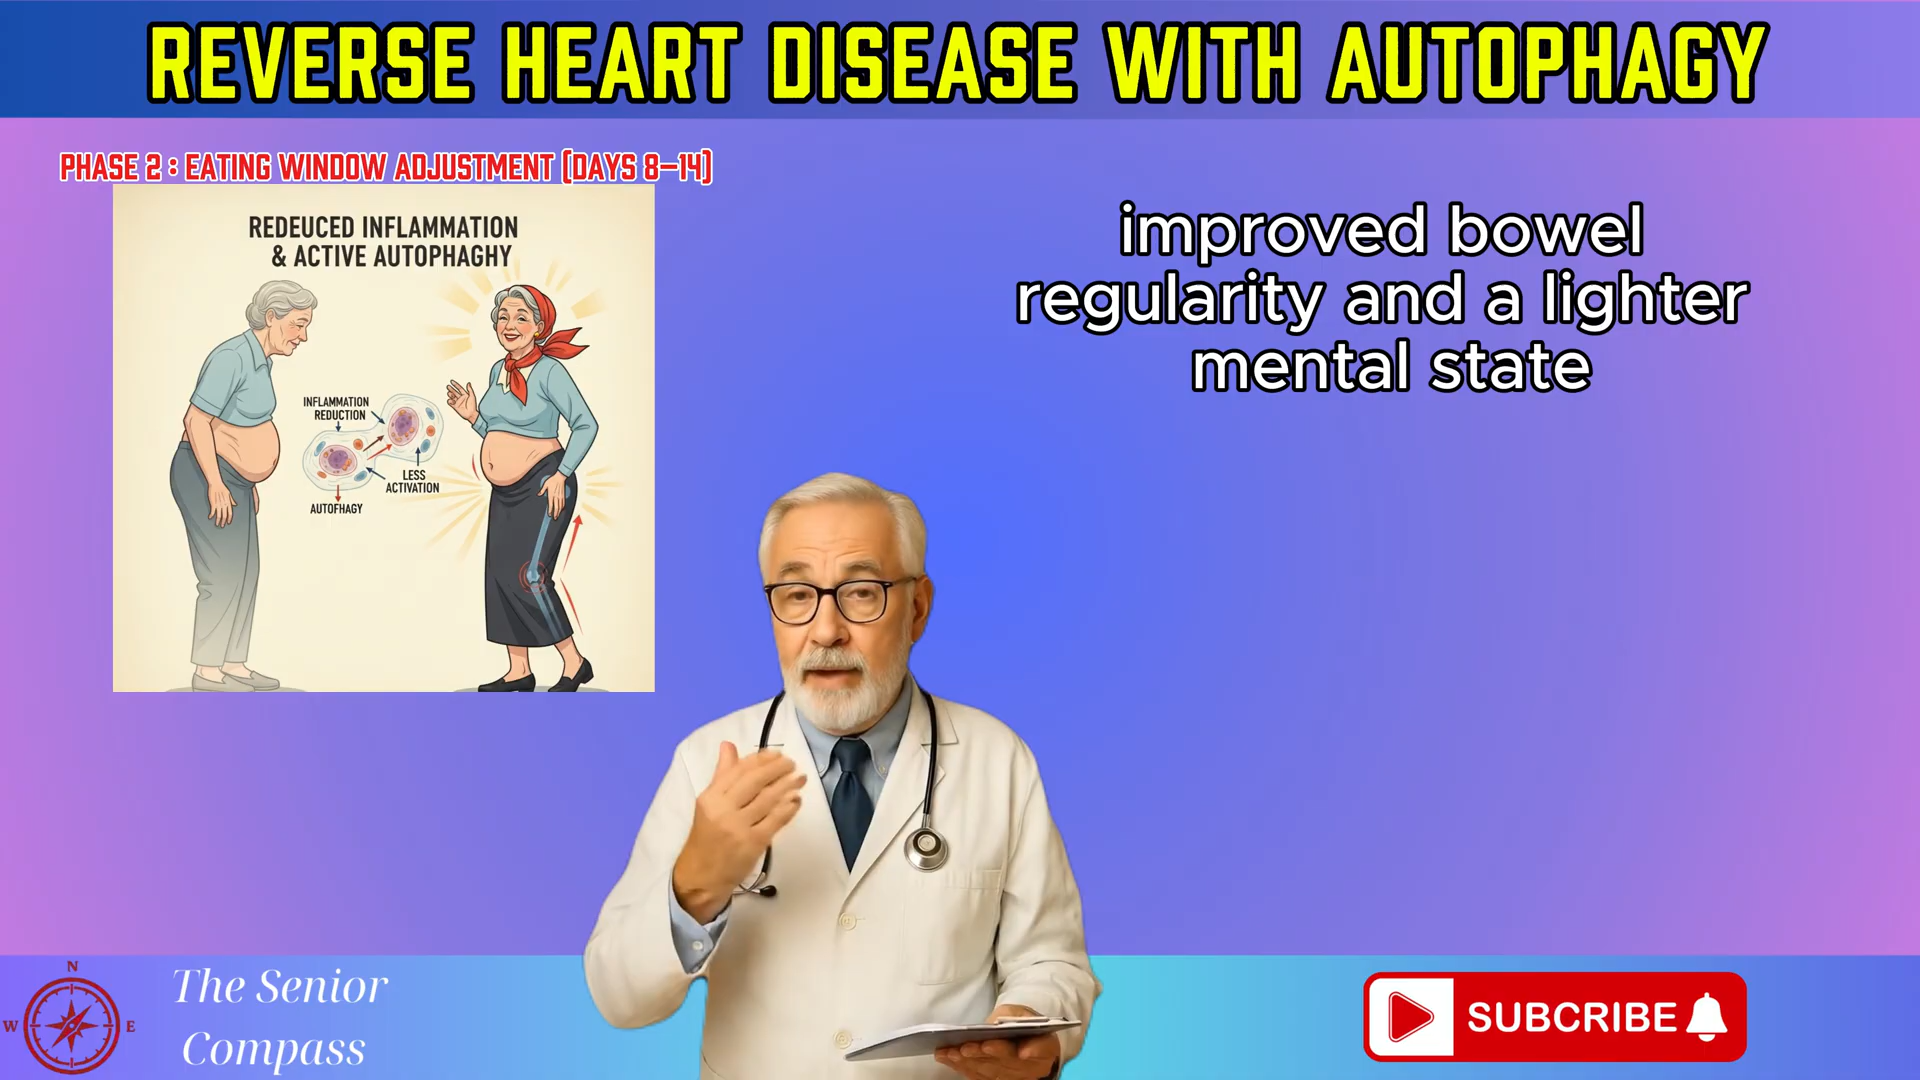 REVERSE HEART DISEASE WITH AUTOPHAGY
PHASE 2 : EATING WINDOW ADJUSTMENT (DAYS 8–14)
REDEUCED INFLAMMATION
& ACTIVE AUTOPHAGHY
INFLAMMATION
REDUCTION
LESS
ACTIVATION
AUTOFHAGY
improved bowel
regularity and a lighter
mental state
N
W
E
The Senior
Compass
SUBCRIBE